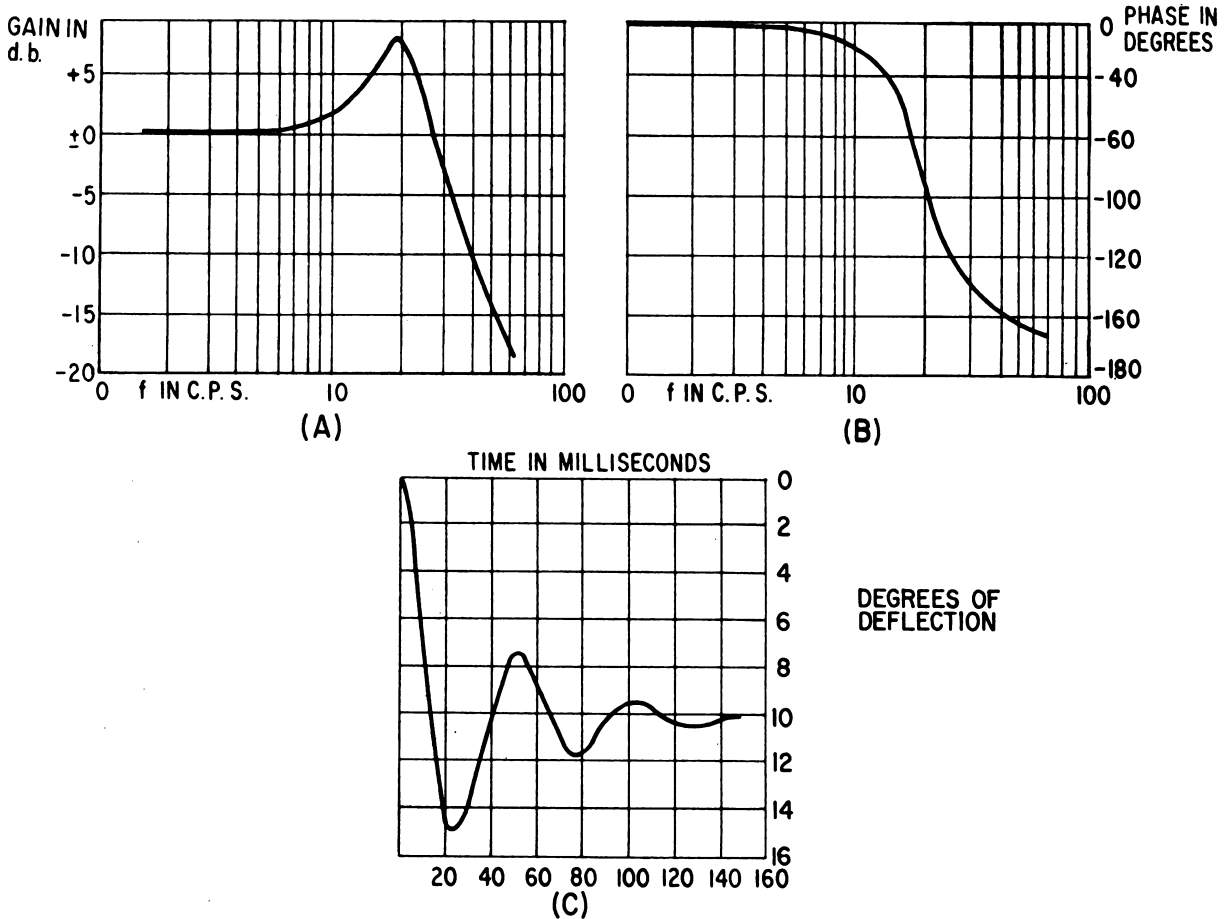 GAIN IN
d.b.
+5
±0
-5
-10
-15
-20
0 f IN C.P.S. 10 100
(A)
PHASE IN
DEGREES
0
-40
-60
-100
-120
-160
-180
0 f IN C.P.S. 10 100
(B)
TIME IN MILLISECONDS
0
2
4
6
8
10
12
14
16
DEGREES OF
DEFLECTION
20 40 60 80 100 120 140 160
(C)